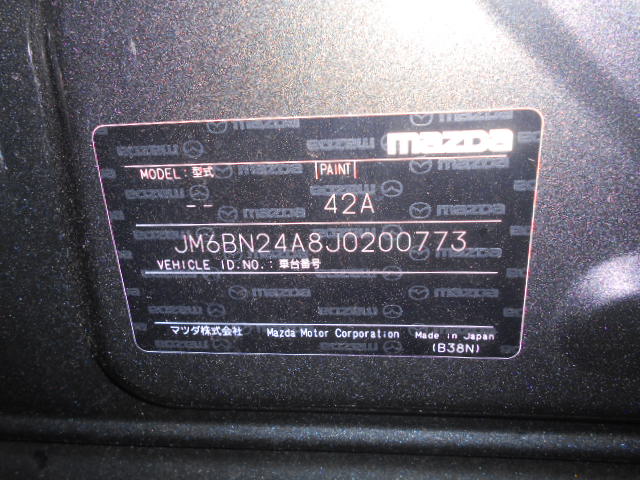 mazda
MODEL:型式 PAINT
-- 42A
JM6BN24A8J0200773
VEHICLE ID.NO.:車台番号
マツダ株式会社 Mazda Motor Corporation Made in Japan
(B38N)